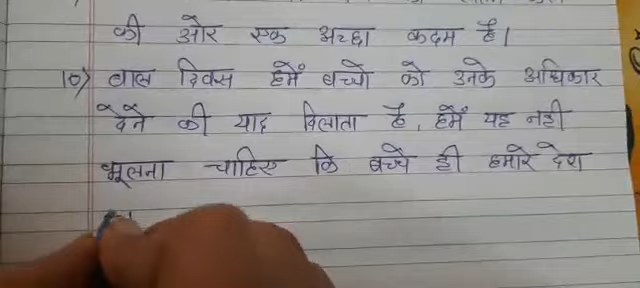 की ओर एक अच्छा कदम है।
10) बाल दिवस हमें बच्चो को उनके अधिकार
देने की याद दिलाता है, हमें यह नही
भूलना चाहिए कि बच्चे ही हमारे देश